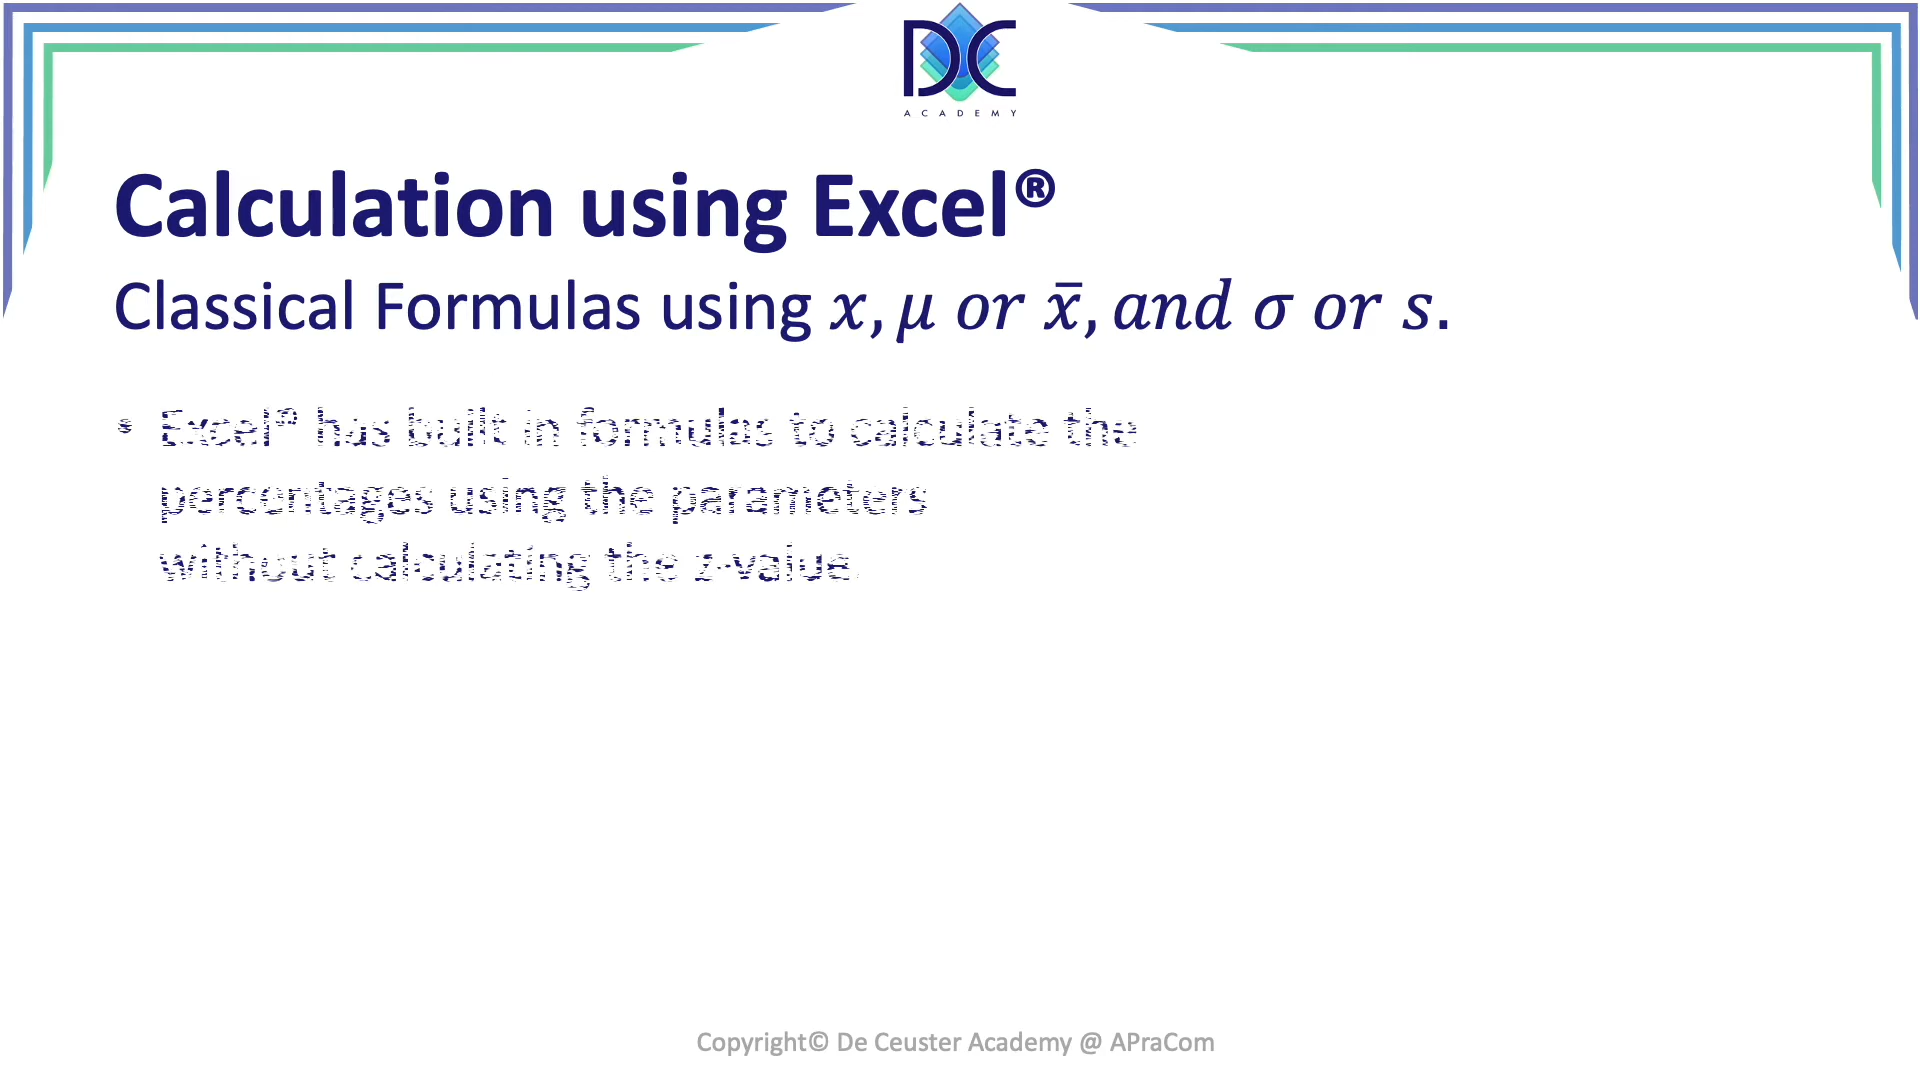 DC
ACADEMY
Calculation using Excel®
Classical Formulas using x, μ or x̄, and σ or s.
• Excel® has built in formulas to calculate the
percentages using the parameters
without calculating the z-value.
Copyright© De Ceuster Academy @ APraCom